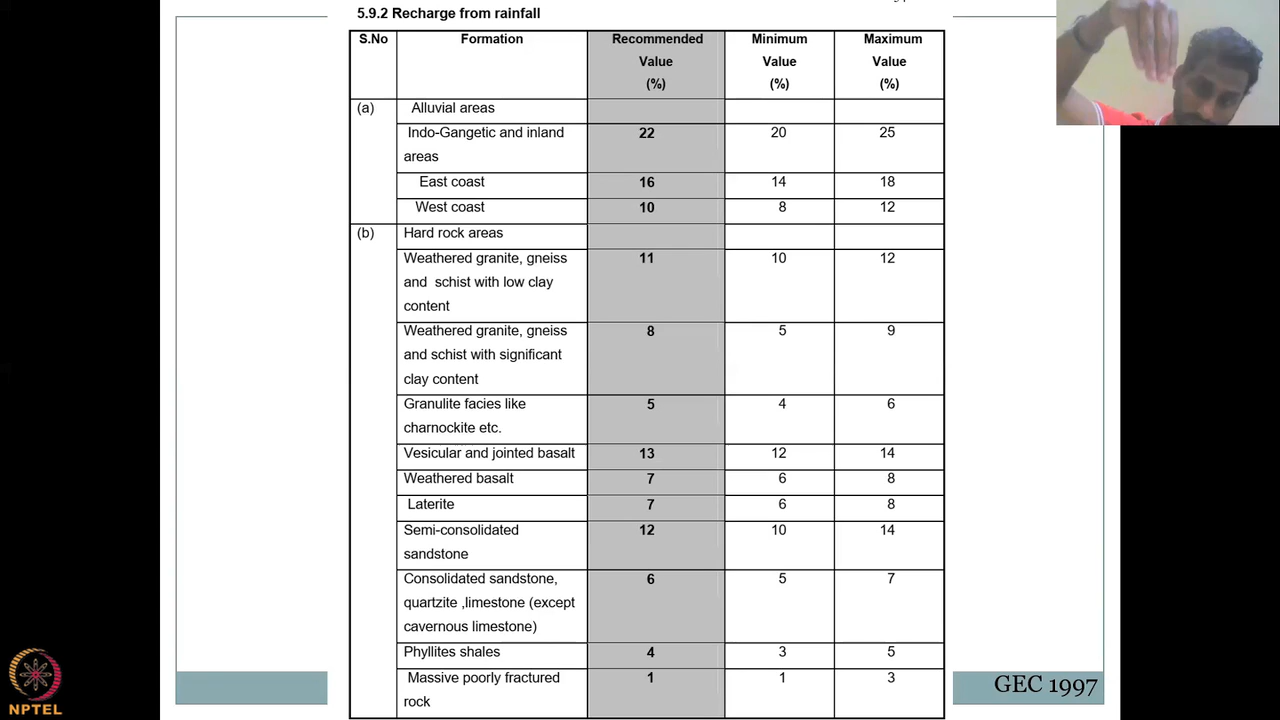 5.9.2 Recharge from rainfall
S.No Formation Recommended Minimum Maximum
Value Value Value
(%) (%) (%)
(a) Alluvial areas
Indo-Gangetic and inland 22 20 25
areas
East coast 16 14 18
West coast 10 8 12
(b) Hard rock areas
Weathered granite, gneiss 11 10 12
and schist with low clay
content
Weathered granite, gneiss 8 5 9
and schist with significant
clay content
Granulite facies like 5 4 6
charnockite etc.
Vesicular and jointed basalt 13 12 14
Weathered basalt 7 6 8
Laterite 7 6 8
Semi-consolidated 12 10 14
sandstone
Consolidated sandstone, 6 5 7
quartzite ,limestone (except
cavernous limestone)
Phyllites shales 4 3 5
Massive poorly fractured 1 1 3
rock
GEC 1997
NPTEL